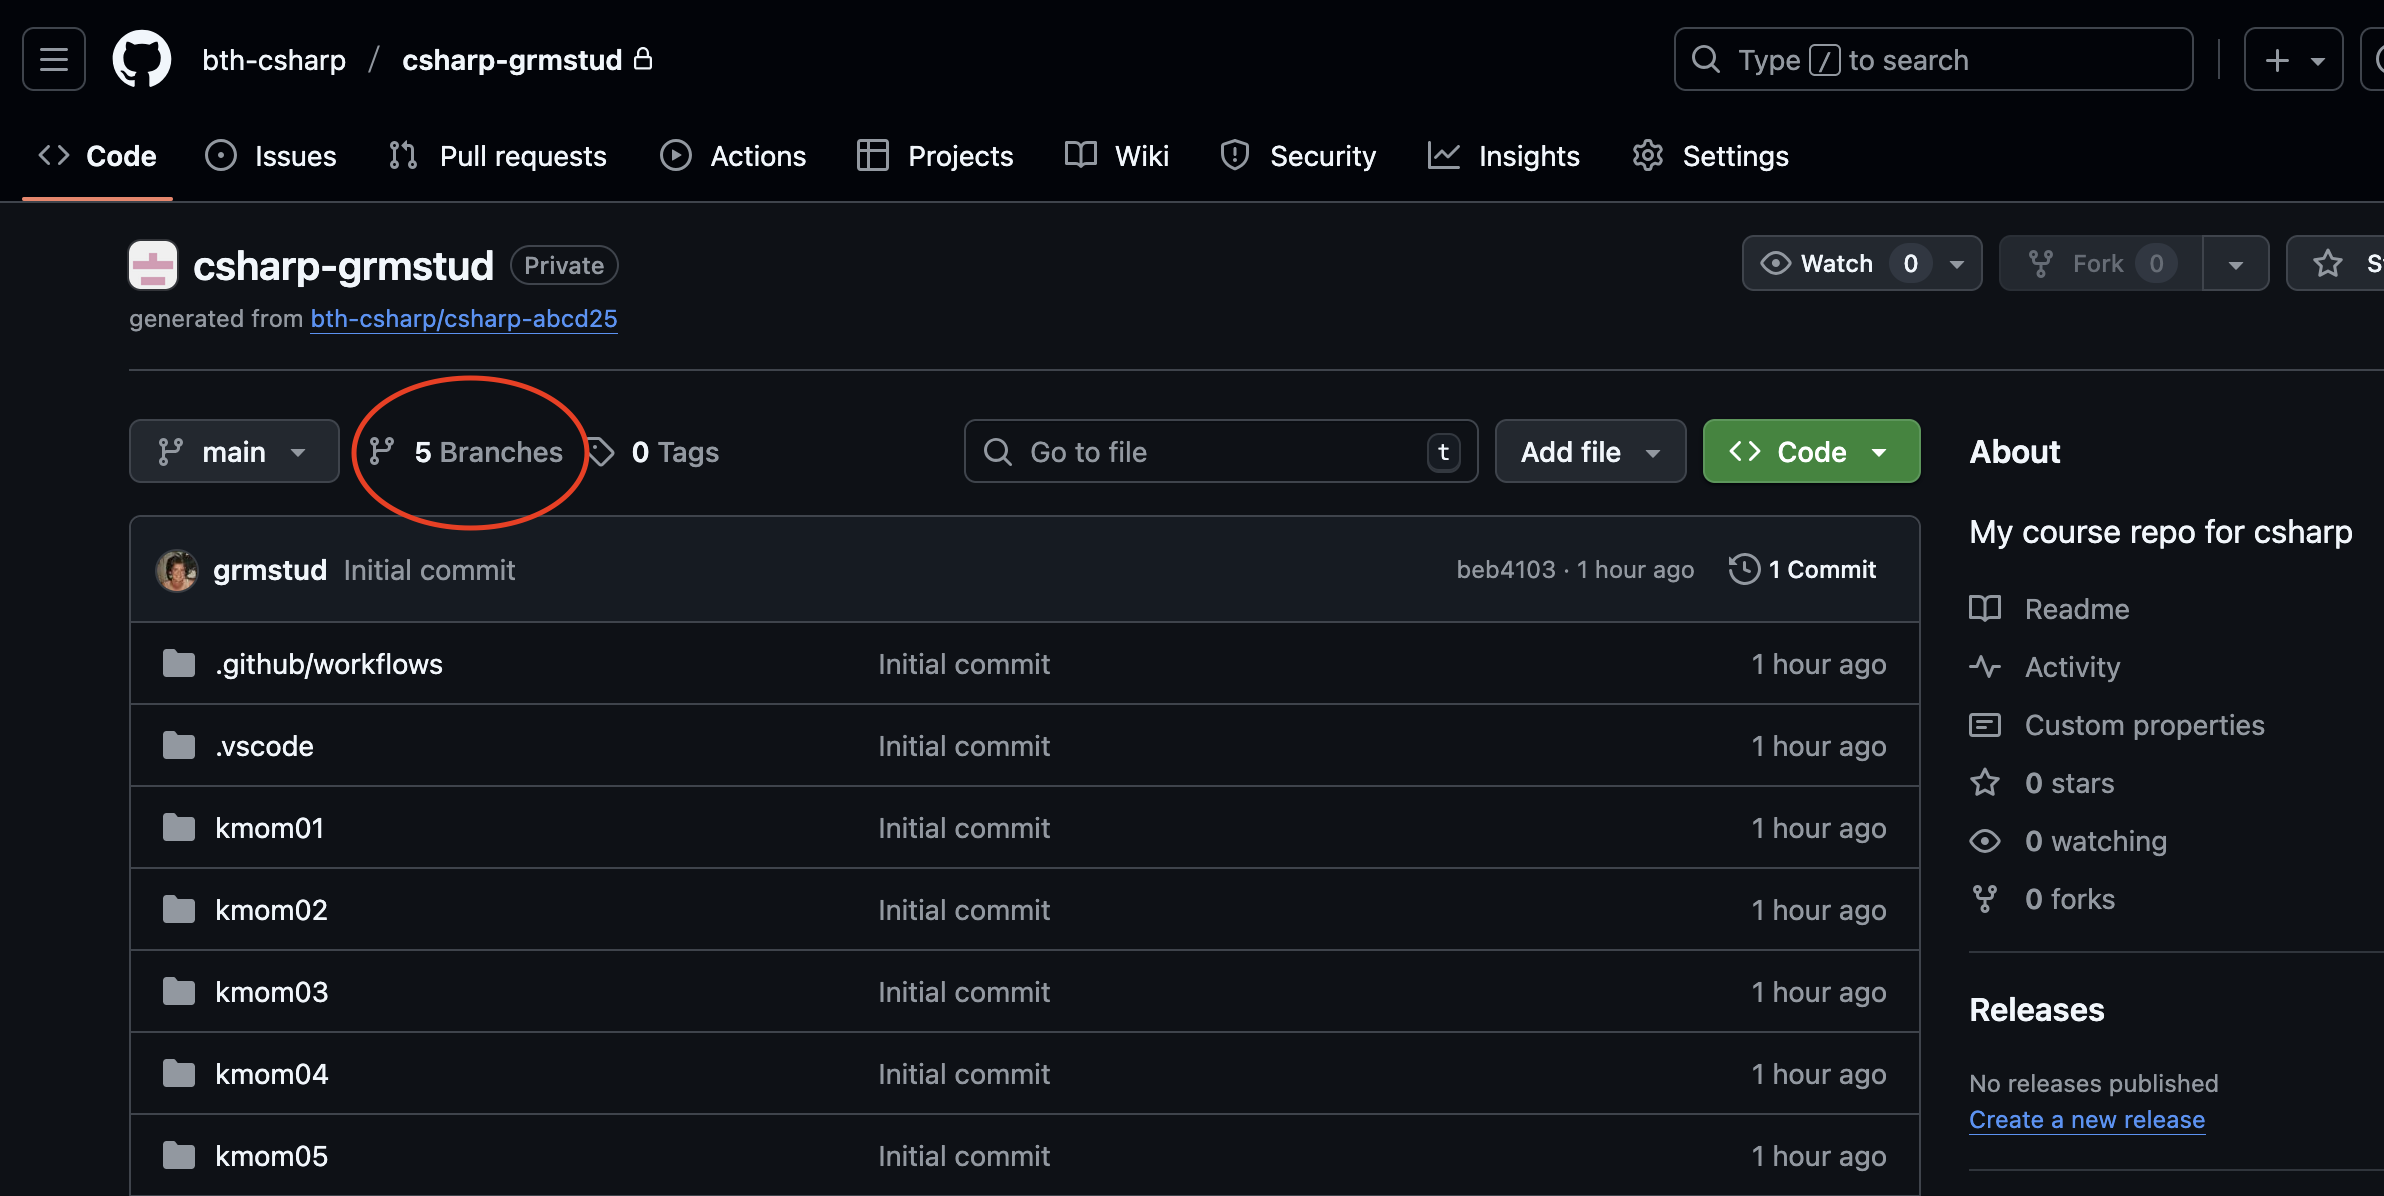 bth-csharp / csharp-grmstud
Type / to search
Code Issues Pull requests Actions Projects Wiki Security Insights Settings
csharp-grmstud Private
Watch 0 Fork 0
generated from bth-csharp/csharp-abcd25
main 5 Branches 0 Tags Go to file t Add file Code
grmstud Initial commit beb4103 · 1 hour ago 1 Commit
.github/workflows Initial commit 1 hour ago
.vscode Initial commit 1 hour ago
kmom01 Initial commit 1 hour ago
kmom02 Initial commit 1 hour ago
kmom03 Initial commit 1 hour ago
kmom04 Initial commit 1 hour ago
kmom05 Initial commit 1 hour ago
About
My course repo for csharp
Readme
Activity
Custom properties
0 stars
0 watching
0 forks
Releases
No releases published
Create a new release